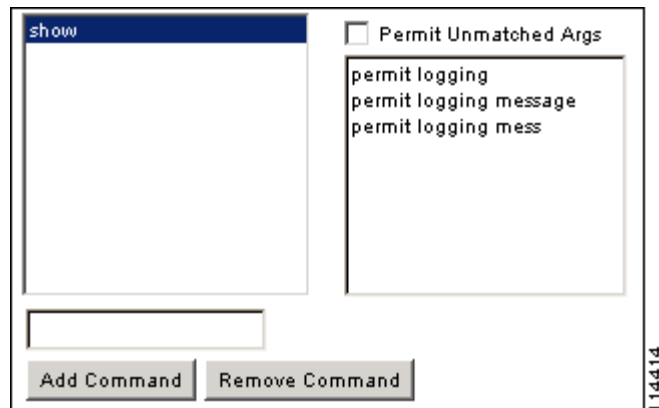 show
Permit Unmatched Args
permit logging
permit logging message
permit logging mess
Add Command
Remove Command
114414